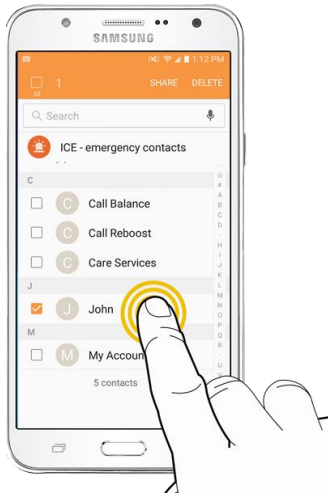 SAMSUNG
1:12 PM
All
1
SHARE
DELETE
Search
ICE - emergency contacts
C
C
Call Balance
C
Call Reboost
C
Care Services
J
J
John
M
M
My Accoun
5 contacts
#
A
B
C
D
H
I
J
K
L
M
N
O
P
Q
R
U